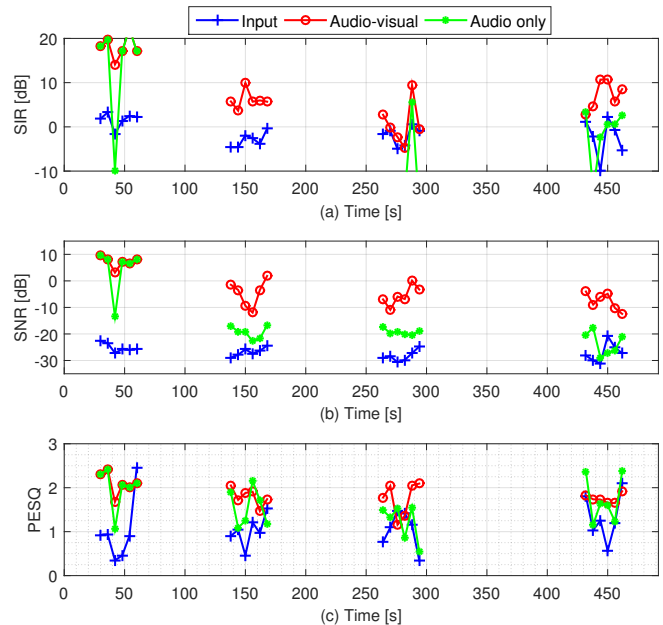 Input Audio-visual Audio only
20
10
0
-10
SIR [dB]
0 50 100 150 200 250 300 350 400 450
(a) Time [s]
10
0
-10
-20
-30
SNR [dB]
0 50 100 150 200 250 300 350 400 450
(b) Time [s]
3
2
1
0
PESQ
0 50 100 150 200 250 300 350 400 450
(c) Time [s]